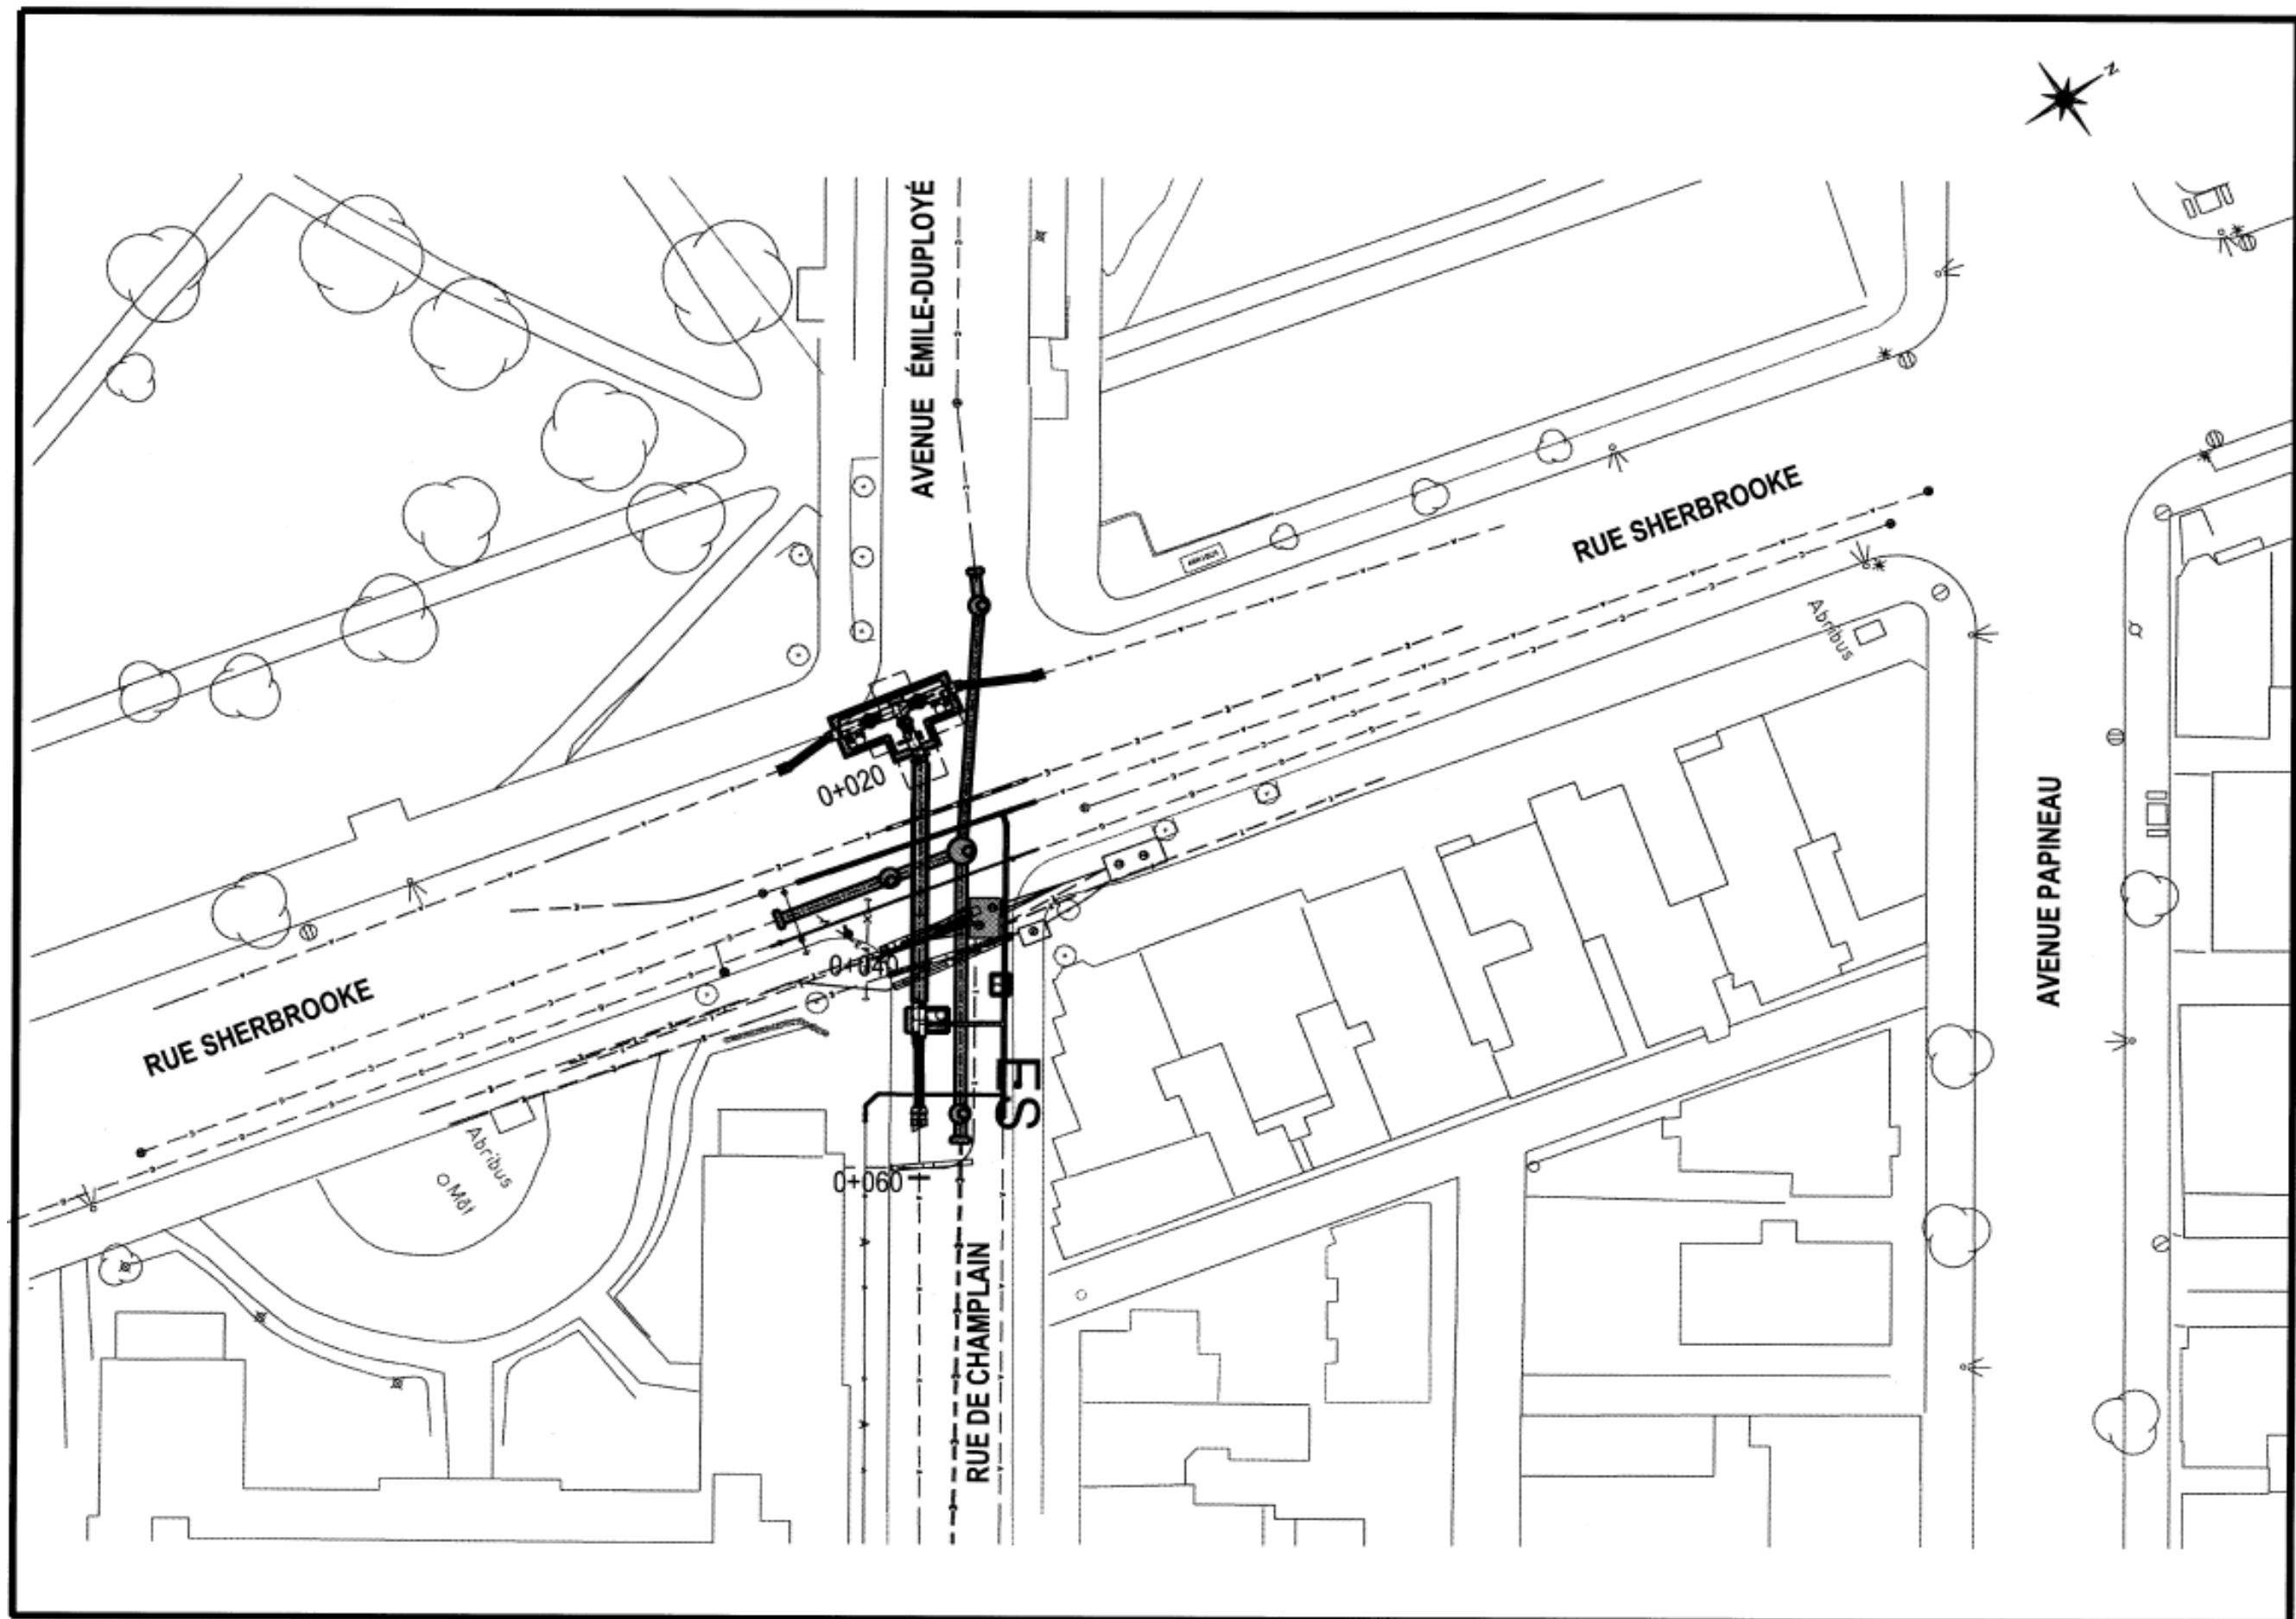 N
AVENUE ÉMILE-DUPLOYÉ
RUE SHERBROOKE
ABRIBUS
Abribus
0+020
AVENUE PAPINEAU
0+040
RUE SHERBROOKE
ES
Abribus
Mât
0+060
RUE DE CHAMPLAIN